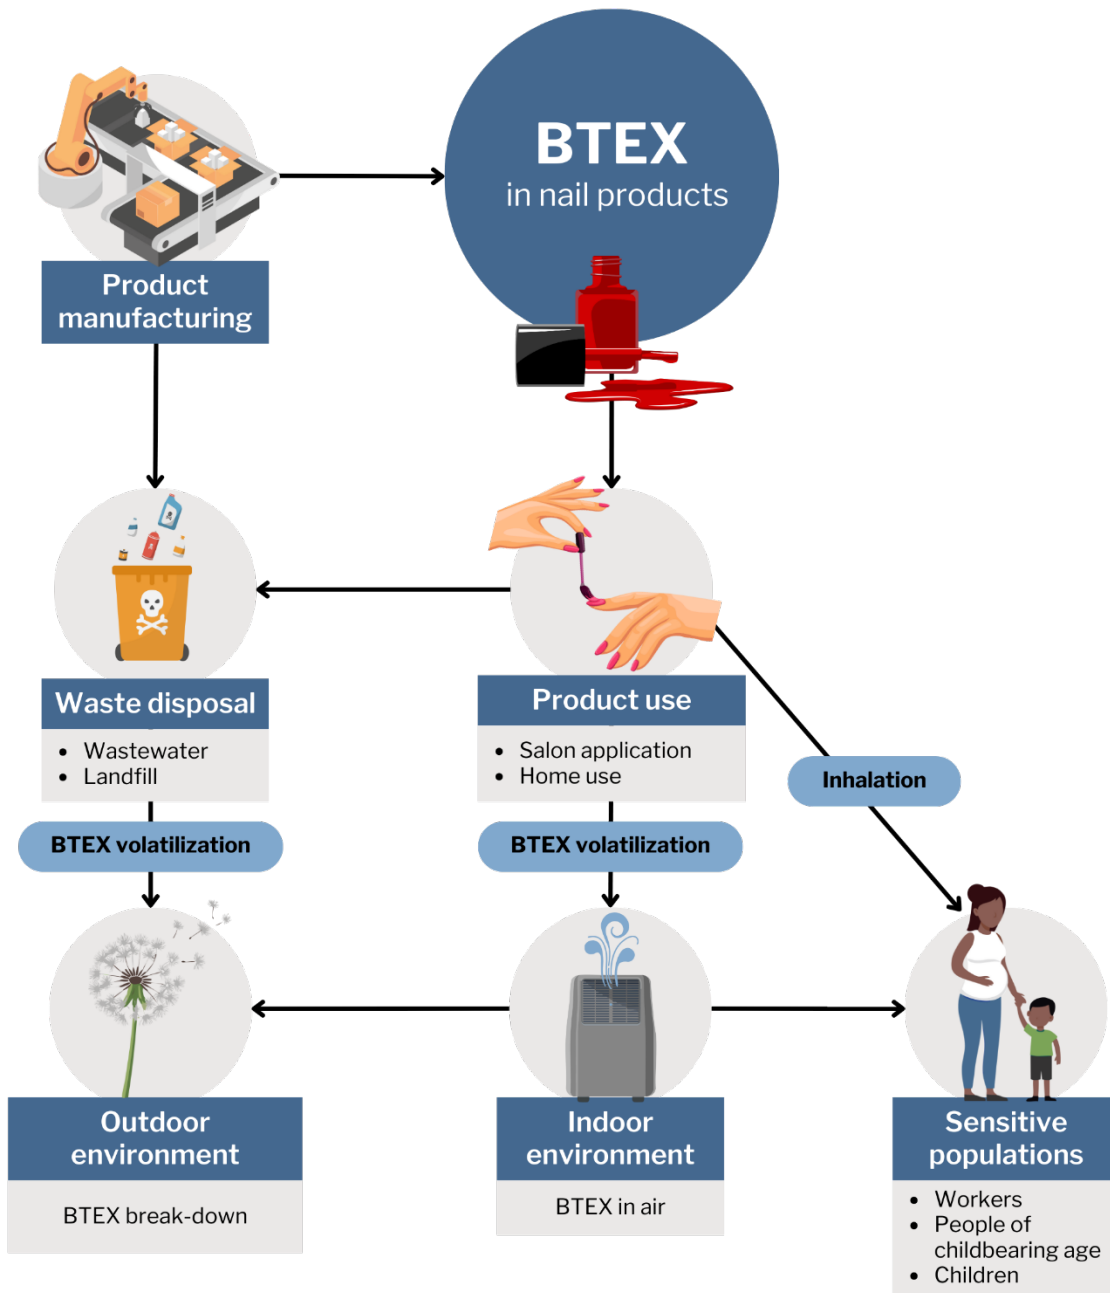 BTEX
in nail products
Product
manufacturing
Waste disposal
• Wastewater
• Landfill
Product use
• Salon application
• Home use
Inhalation
BTEX volatilization
BTEX volatilization
Outdoor
environment
BTEX break-down
Indoor
environment
BTEX in air
Sensitive
populations
• Workers
• People of
childbearing age
• Children